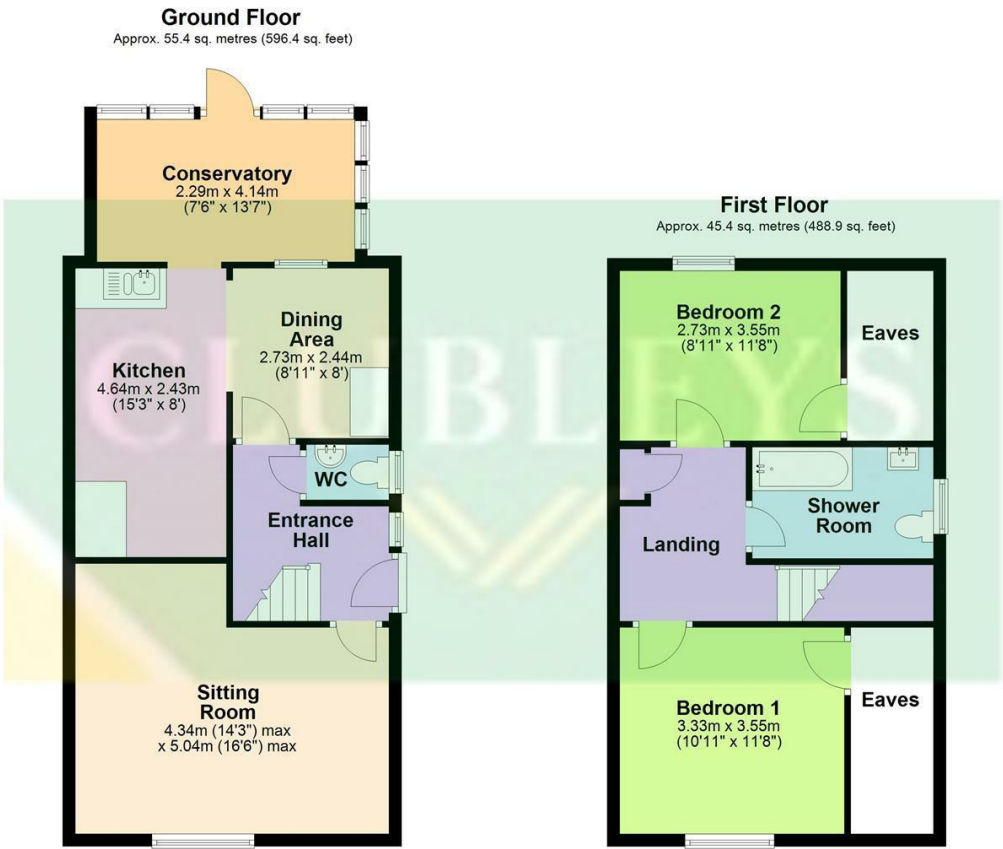 Ground Floor
Approx. 55.4 sq. metres (596.4 sq. feet)
Conservatory
2.29m x 4.14m
(7'6" x 13'7")
Dining
Area
2.73m x 2.44m
(8'11" x 8')
Kitchen
4.64m x 2.43m
(15'3" x 8')
WC
Entrance
Hall
Sitting
Room
4.34m (14'3") max
x 5.04m (16'6") max
First Floor
Approx. 45.4 sq. metres (488.9 sq. feet)
Bedroom 2
2.73m x 3.55m
(8'11" x 11'8")
Eaves
Shower
Room
Landing
Bedroom 1
3.33m x 3.55m
(10'11" x 11'8")
Eaves
CLUBLEYS